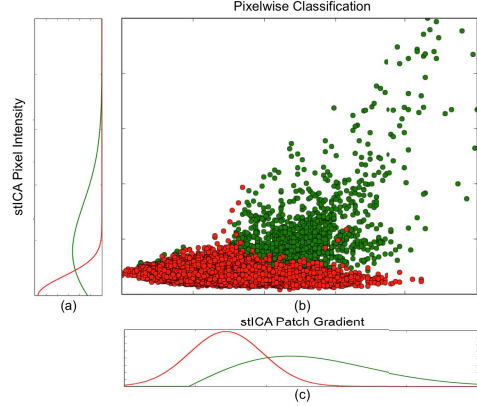 Pixelwise Classification
stICA Pixel Intensity
(a)
(b)
stICA Patch Gradient
(c)